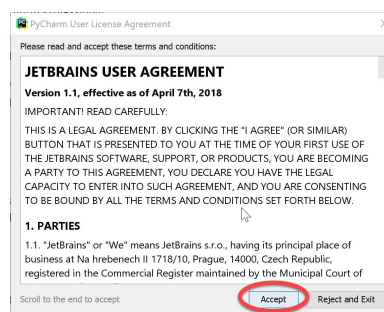 PyCharm User License Agreement
Please read and accept these terms and conditions:
JETBRAINS USER AGREEMENT
Version 1.1, effective as of April 7th, 2018
IMPORTANT! READ CAREFULLY:
THIS IS A LEGAL AGREEMENT. BY CLICKING THE "I AGREE" (OR SIMILAR)
BUTTON THAT IS PRESENTED TO YOU AT THE TIME OF YOUR FIRST USE OF
THE JETBRAINS SOFTWARE, SUPPORT, OR PRODUCTS, YOU ARE BECOMING
A PARTY TO THIS AGREEMENT, YOU DECLARE YOU HAVE THE LEGAL
CAPACITY TO ENTER INTO SUCH AGREEMENT, AND YOU ARE CONSENTING
TO BE BOUND BY ALL THE TERMS AND CONDITIONS SET FORTH BELOW.
1. PARTIES
1.1. "JetBrains" or "We" means JetBrains s.r.o., having its principal place of
business at Na hrebenech II 1718/10, Prague, 14000, Czech Republic,
registered in the Commercial Register maintained by the Municipal Court of
Scroll to the end to accept
Accept
Reject and Exit